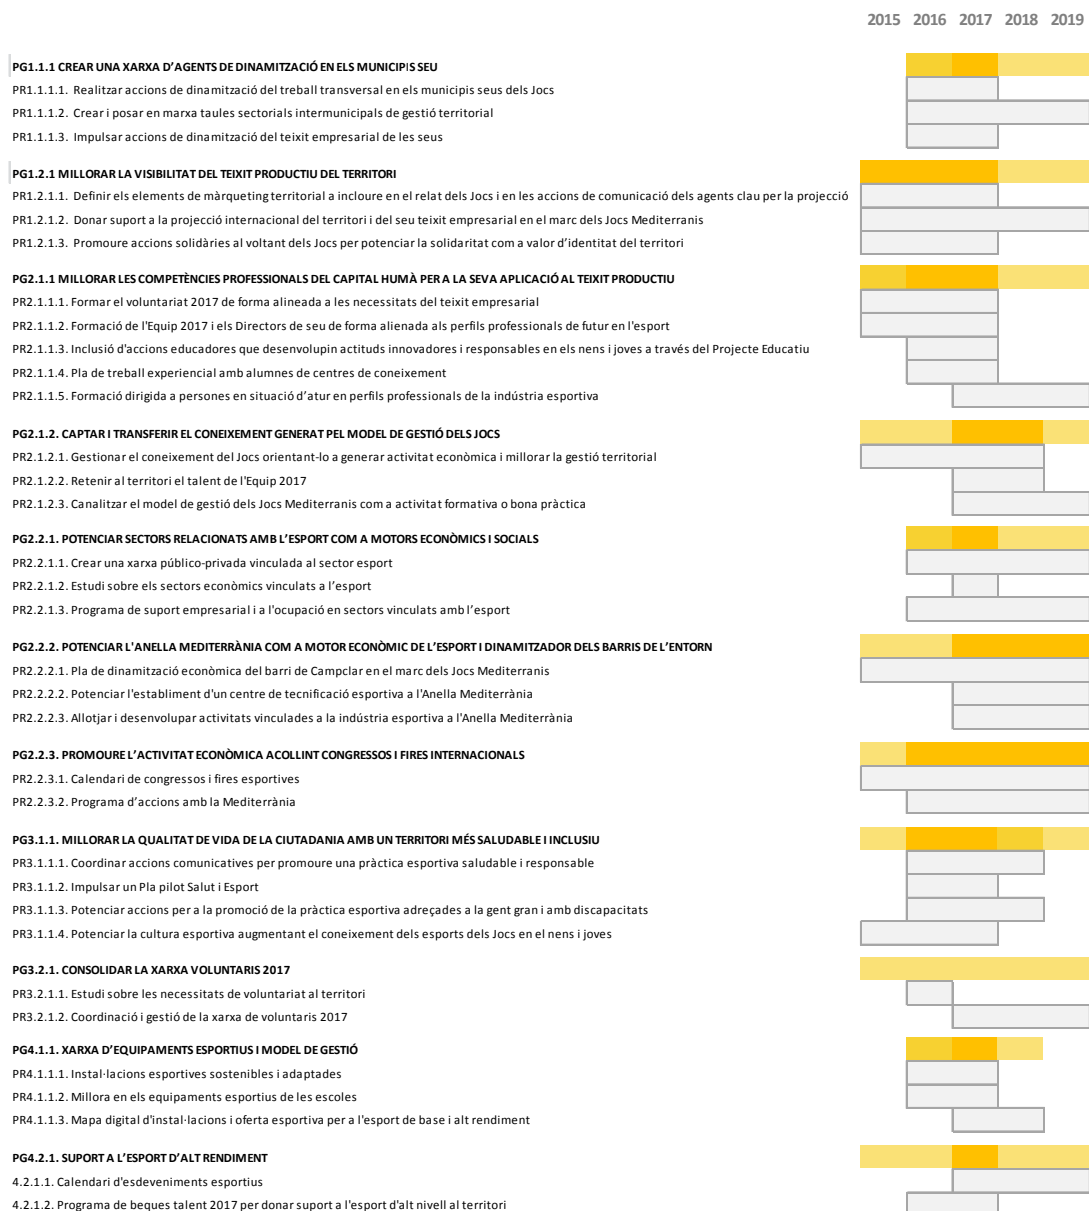 2015 2016 2017 2018 2019
PG1.1.1 CREAR UNA XARXA D’AGENTS DE DINAMITZACIÓ EN ELS MUNICIPIS SEU
PR1.1.1.1. Realitzar accions de dinamització del treball transversal en els municipis seus dels Jocs
PR1.1.1.2. Crear i posar en marxa taules sectorials intermunicipals de gestió territorial
PR1.1.1.3. Impulsar accions de dinamització del teixit empresarial de les seus
PG1.2.1 MILLORAR LA VISIBILITAT DEL TEIXIT PRODUCTIU DEL TERRITORI
PR1.2.1.1. Definir els elements de màrqueting territorial a incloure en el relat dels Jocs i en les accions de comunicació dels agents clau per la projecció
PR1.2.1.2. Donar suport a la projecció internacional del territori i del seu teixit empresarial en el marc dels Jocs Mediterranis
PR1.2.1.3. Promoure accions solidàries al voltant dels Jocs per potenciar la solidaritat com a valor d’identitat del territori
PG2.1.1 MILLORAR LES COMPETÈNCIES PROFESSIONALS DEL CAPITAL HUMÀ PER A LA SEVA APLICACIÓ AL TEIXIT PRODUCTIU
PR2.1.1.1. Formar el voluntariat 2017 de forma alineada a les necessitats del teixit empresarial
PR2.1.1.2. Formació de l'Equip 2017 i els Directors de seu de forma alienada als perfils professionals de futur en l'esport
PR2.1.1.3. Inclusió d'accions educadores que desenvolupin actituds innovadores i responsables en els nens i joves a través del Projecte Educatiu
PR2.1.1.4. Pla de treball experiencial amb alumnes de centres de coneixement
PR2.1.1.5. Formació dirigida a persones en situació d’atur en perfils professionals de la indústria esportiva
PG2.1.2. CAPTAR I TRANSFERIR EL CONEIXEMENT GENERAT PEL MODEL DE GESTIÓ DELS JOCS
PR2.1.2.1. Gestionar el coneixement del Jocs orientant-lo a generar activitat econòmica i millorar la gestió territorial
PR2.1.2.2. Retenir al territori el talent de l'Equip 2017
PR2.1.2.3. Canalitzar el model de gestió dels Jocs Mediterranis com a activitat formativa o bona pràctica
PG2.2.1. POTENCIAR SECTORS RELACIONATS AMB L’ESPORT COM A MOTORS ECONÒMICS I SOCIALS
PR2.2.1.1. Crear una xarxa público-privada vinculada al sector esport
PR2.2.1.2. Estudi sobre els sectors econòmics vinculats a l’esport
PR2.2.1.3. Programa de suport empresarial i a l'ocupació en sectors vinculats amb l’esport
PG2.2.2. POTENCIAR L'ANELLA MEDITERRÀNIA COM A MOTOR ECONÒMIC DE L’ESPORT I DINAMITZADOR DELS BARRIS DE L’ENTORN
PR2.2.2.1. Pla de dinamització econòmica del barri de Campclar en el marc dels Jocs Mediterranis
PR2.2.2.2. Potenciar l'establiment d'un centre de tecnificació esportiva a l'Anella Mediterrània
PR2.2.2.3. Allotjar i desenvolupar activitats vinculades a la indústria esportiva a l'Anella Mediterrània
PG2.2.3. PROMOURE L’ACTIVITAT ECONÒMICA ACOLLINT CONGRESSOS I FIRES INTERNACIONALS
PR2.2.3.1. Calendari de congressos i fires esportives
PR2.2.3.2. Programa d’accions amb la Mediterrània
PG3.1.1. MILLORAR LA QUALITAT DE VIDA DE LA CIUTADANIA AMB UN TERRITORI MÉS SALUDABLE I INCLUSIU
PR3.1.1.1. Coordinar accions comunicatives per promoure una pràctica esportiva saludable i responsable
PR3.1.1.2. Impulsar un Pla pilot Salut i Esport
PR3.1.1.3. Potenciar accions per a la promoció de la pràctica esportiva adreçades a la gent gran i amb discapacitats
PR3.1.1.4. Potenciar la cultura esportiva augmentant el coneixement dels esports dels Jocs en el nens i joves
PG3.2.1. CONSOLIDAR LA XARXA VOLUNTARIS 2017
PR3.2.1.1. Estudi sobre les necessitats de voluntariat al territori
PR3.2.1.2. Coordinació i gestió de la xarxa de voluntaris 2017
PG4.1.1. XARXA D’EQUIPAMENTS ESPORTIUS I MODEL DE GESTIÓ
PR4.1.1.1. Instal·lacions esportives sostenibles i adaptades
PR4.1.1.2. Millora en els equipaments esportius de les escoles
PR4.1.1.3. Mapa digital d'instal·lacions i oferta esportiva per a l'esport de base i alt rendiment
PG4.2.1. SUPORT A L’ESPORT D’ALT RENDIMENT
4.2.1.1. Calendari d'esdeveniments esportius
4.2.1.2. Programa de beques talent 2017 per donar suport a l'esport d'alt nivell al territori